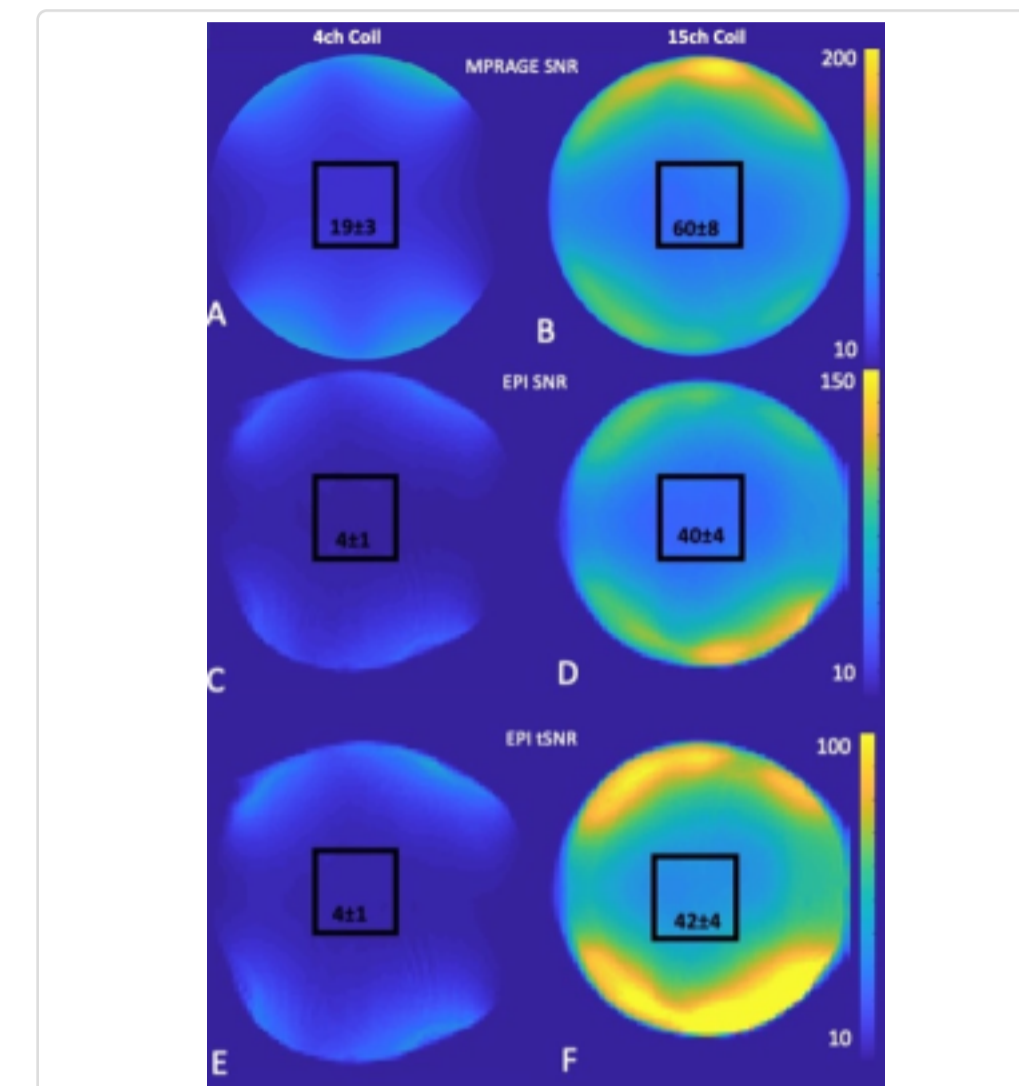 4ch Coil 15ch Coil
MPRAGE SNR
200
19±3
60±8
A
B
10
EPI SNR
150
4±1
40±4
C
D
10
EPI tSNR
100
4±1
42±4
E
F
10